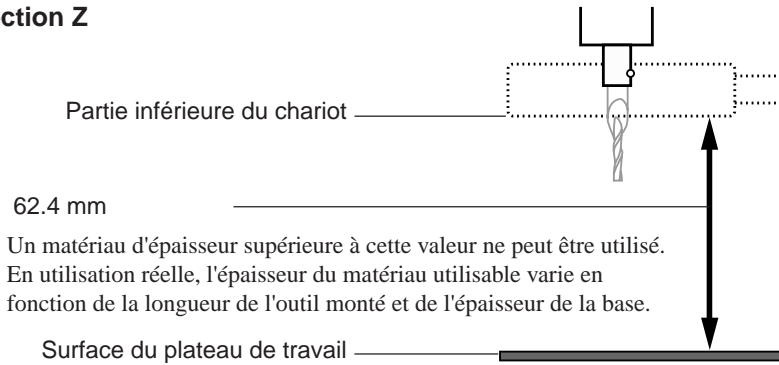 ction Z
Partie inférieure du chariot
62.4 mm
Un matériau d'épaisseur supérieure à cette valeur ne peut être utilisé.
En utilisation réelle, l'épaisseur du matériau utilisable varie en
fonction de la longueur de l'outil monté et de l'épaisseur de la base.
Surface du plateau de travail